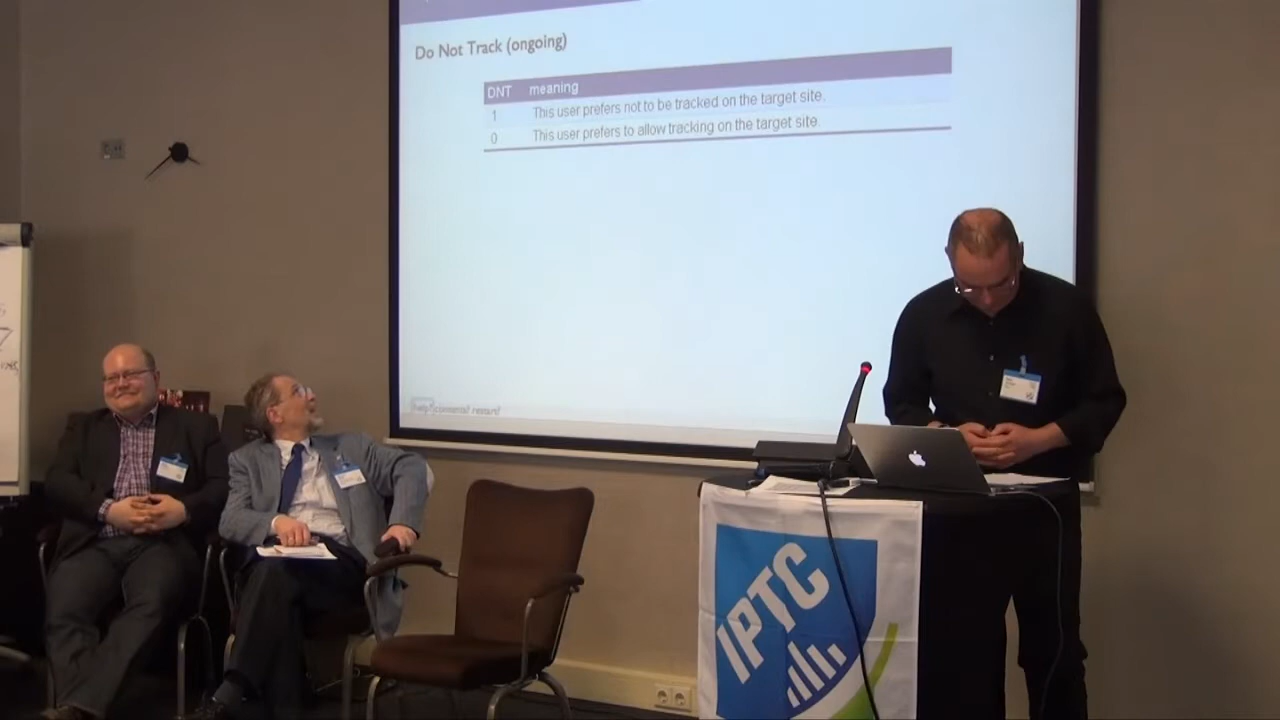 Do Not Track (ongoing)
DNT meaning
1 This user prefers not to be tracked on the target site.
0 This user prefers to allow tracking on the target site.
IPTC